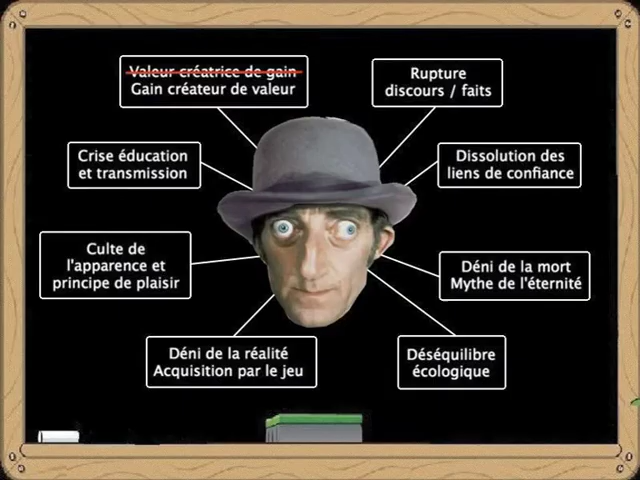 Valeur créatrice de gain
Gain créateur de valeur
Rupture
discours / faits
Crise éducation
et transmission
Dissolution des
liens de confiance
Culte de
l'apparence et
principe de plaisir
Déni de la mort
Mythe de l'éternité
Déni de la réalité
Acquisition par le jeu
Déséquilibre
écologique